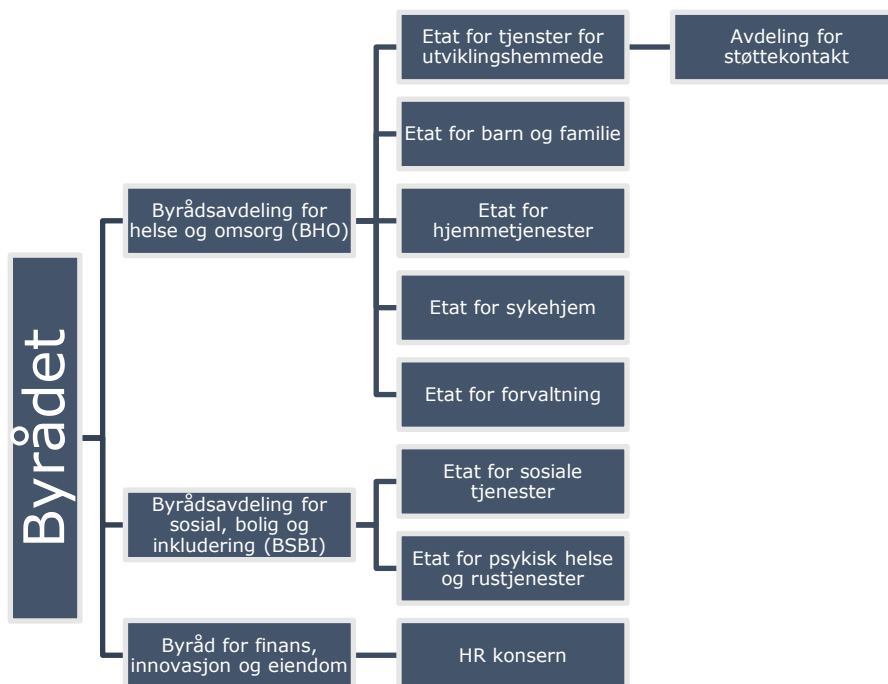 Byrådet
Byrådsavdeling for
helse og omsorg (BHO)
Etat for tjenster for
utviklingshemmede
Avdeling for
støttekontakt
Etat for barn og familie
Etat for
hjemmetjenester
Etat for sykehjem
Etat for forvaltning
Byrådsavdeling for
sosial, bolig og
inkludering (BSBI)
Etat for sosiale
tjenester
Etat for psykisk helse
og rustjenester
Byråd for finans,
innovasjon og eiendom
HR konsern